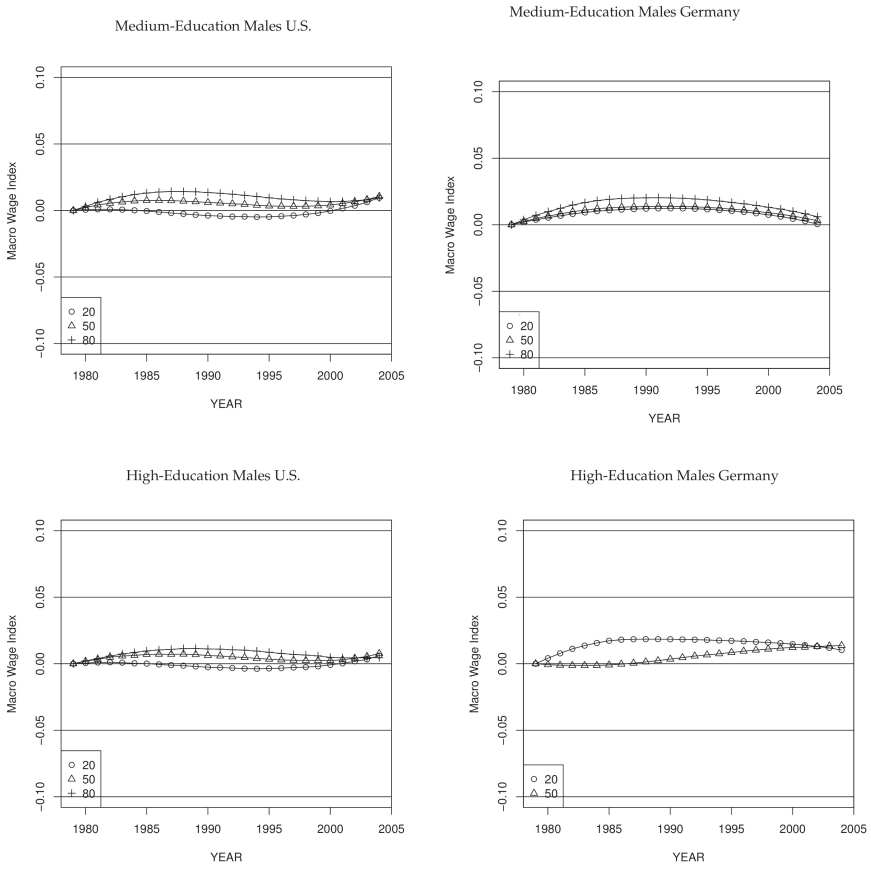 Medium-Education Males U.S.
Macro Wage Index
0.10
0.05
0.00
−0.05
−0.10
20
50
80
1980 1985 1990 1995 2000 2005
YEAR
Medium-Education Males Germany
Macro Wage Index
0.10
0.05
0.00
−0.05
−0.10
20
50
80
1980 1985 1990 1995 2000 2005
YEAR
High-Education Males U.S.
Macro Wage Index
0.10
0.05
0.00
−0.05
−0.10
20
50
80
1980 1985 1990 1995 2000 2005
YEAR
High-Education Males Germany
Macro Wage Index
0.10
0.05
0.00
−0.05
−0.10
20
50
1980 1985 1990 1995 2000 2005
YEAR